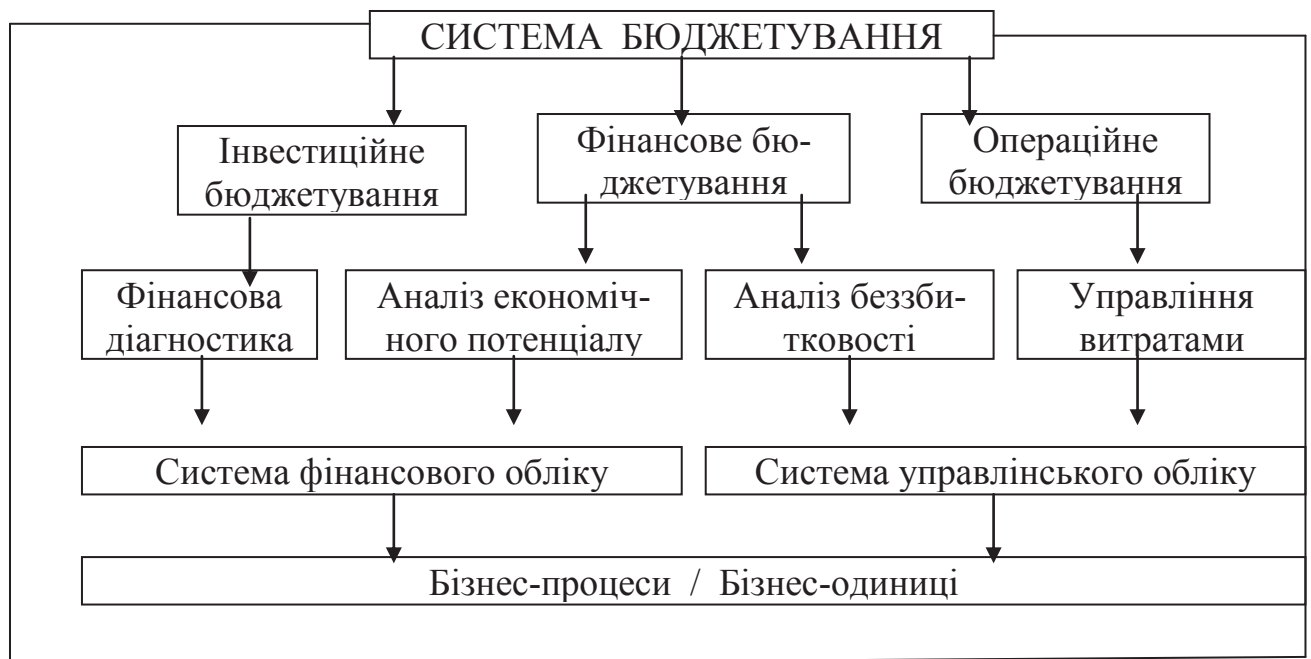 СИСТЕМА БЮДЖЕТУВАННЯ
Інвестиційне
бюджетування
Фінансове бю-
джетування
Операційне
бюджетування
Фінансова
діагностика
Аналіз економіч-
ного потенціалу
Аналіз беззби-
тковості
Управління
витратами
Система фінансового обліку
Система управлінського обліку
Бізнес-процеси / Бізнес-одиниці